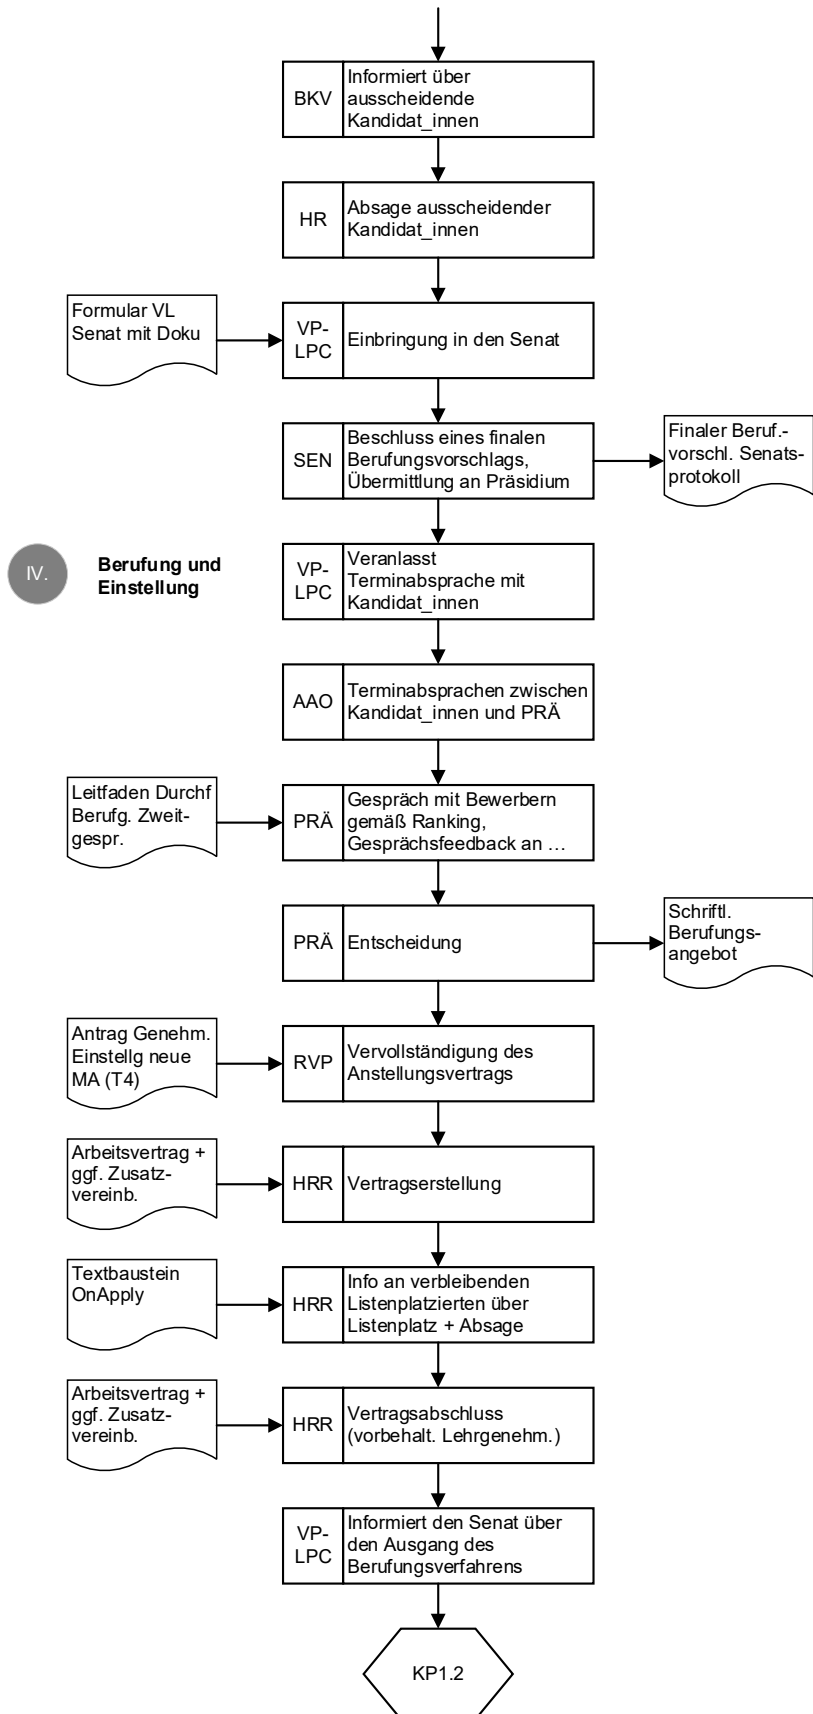 BKV
Informiert über
ausscheidende
Kandidat_innen
HR
Absage ausscheidender
Kandidat_innen
Formular VL
Senat mit Doku
VP-
LPC
Einbringung in den Senat
SEN
Beschluss eines finalen
Berufungsvorschlags,
Übermittlung an Präsidium
Finaler Beruf.-
vorschl. Senats-
protokoll
IV.
Berufung und
Einstellung
VP-
LPC
Veranlasst
Terminabsprache mit
Kandidat_innen
AAO
Terminabsprachen zwischen
Kandidat_innen und PRÄ
Leitfaden Durchf
Berufg. Zweit-
gespr.
PRÄ
Gespräch mit Bewerbern
gemäß Ranking,
Gesprächsfeedback an …
PRÄ
Entscheidung
Schriftl.
Berufungs-
angebot
Antrag Genehm.
Einstellg neue
MA (T4)
RVP
Vervollständigung des
Anstellungsvertrags
Arbeitsvertrag +
ggf. Zusatz-
vereinb.
HRR
Vertragserstellung
Textbaustein
OnApply
HRR
Info an verbleibenden
Listenplatzierten über
Listenplatz + Absage
Arbeitsvertrag +
ggf. Zusatz-
vereinb.
HRR
Vertragsabschluss
(vorbehalt. Lehrgenehm.)
VP-
LPC
Informiert den Senat über
den Ausgang des
Berufungsverfahrens
KP1.2